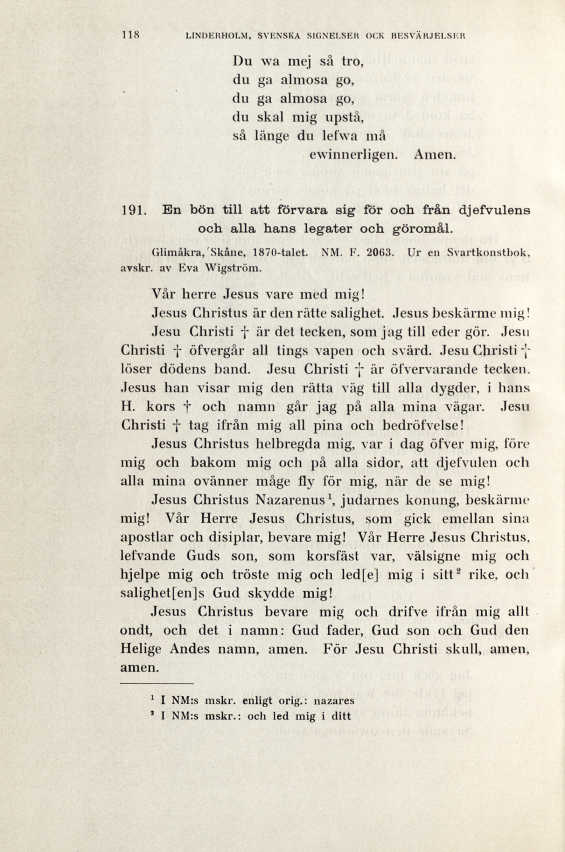 118 LINDERHOLM, SVENSKA SIGNELSER OCK BESVÄRJELSER
Du wa mej så tro,
du ga almosa go,
du ga almosa go,
du skal mig upstå,
så länge du lefwa må
ewinnerligen. Amen.
191. En bön till att förvara sig för och från djefvulens
och alla hans legater och göromål.
Glimåkra, Skåne, 1870-talet. NM. F. 2063. Ur en Svartkonstbok,
avskr. av Eva Wigström.
Vår herre Jesus vare med mig!
Jesus Christus är den rätte salighet. Jesus beskärme mig!
Jesu Christi † är det tecken, som jag till eder gör. Jesu
Christi † öfvergår all tings vapen och svärd. Jesu Christi †
löser dödens band. Jesu Christi † är öfvervarande tecken.
Jesus han visar mig den rätta väg till alla dygder, i hans
H. kors † och namn går jag på alla mina vägar. Jesu
Christi † tag ifrån mig all pina och bedröfvelse!
Jesus Christus helbregda mig, var i dag öfver mig, före
mig och bakom mig och på alla sidor, att djefvulen och
alla mina ovänner måge fly för mig, när de se mig!
Jesus Christus Nazarenus¹, judarnes konung, beskärme
mig! Vår Herre Jesus Christus, som gick emellan sina
apostlar och disiplar, bevare mig! Vår Herre Jesus Christus,
lefvande Guds son, som korsfäst var, välsigne mig och
hjelpe mig och tröste mig och led[e] mig i sitt² rike, och
salighet[en]s Gud skydde mig!
Jesus Christus bevare mig och drifve ifrån mig allt
ondt, och det i namn: Gud fader, Gud son och Gud den
Helige Andes namn, amen. För Jesu Christi skull, amen,
amen.
¹ I NM:s mskr. enligt orig.: nazares
² I NM:s mskr.: och led mig i ditt